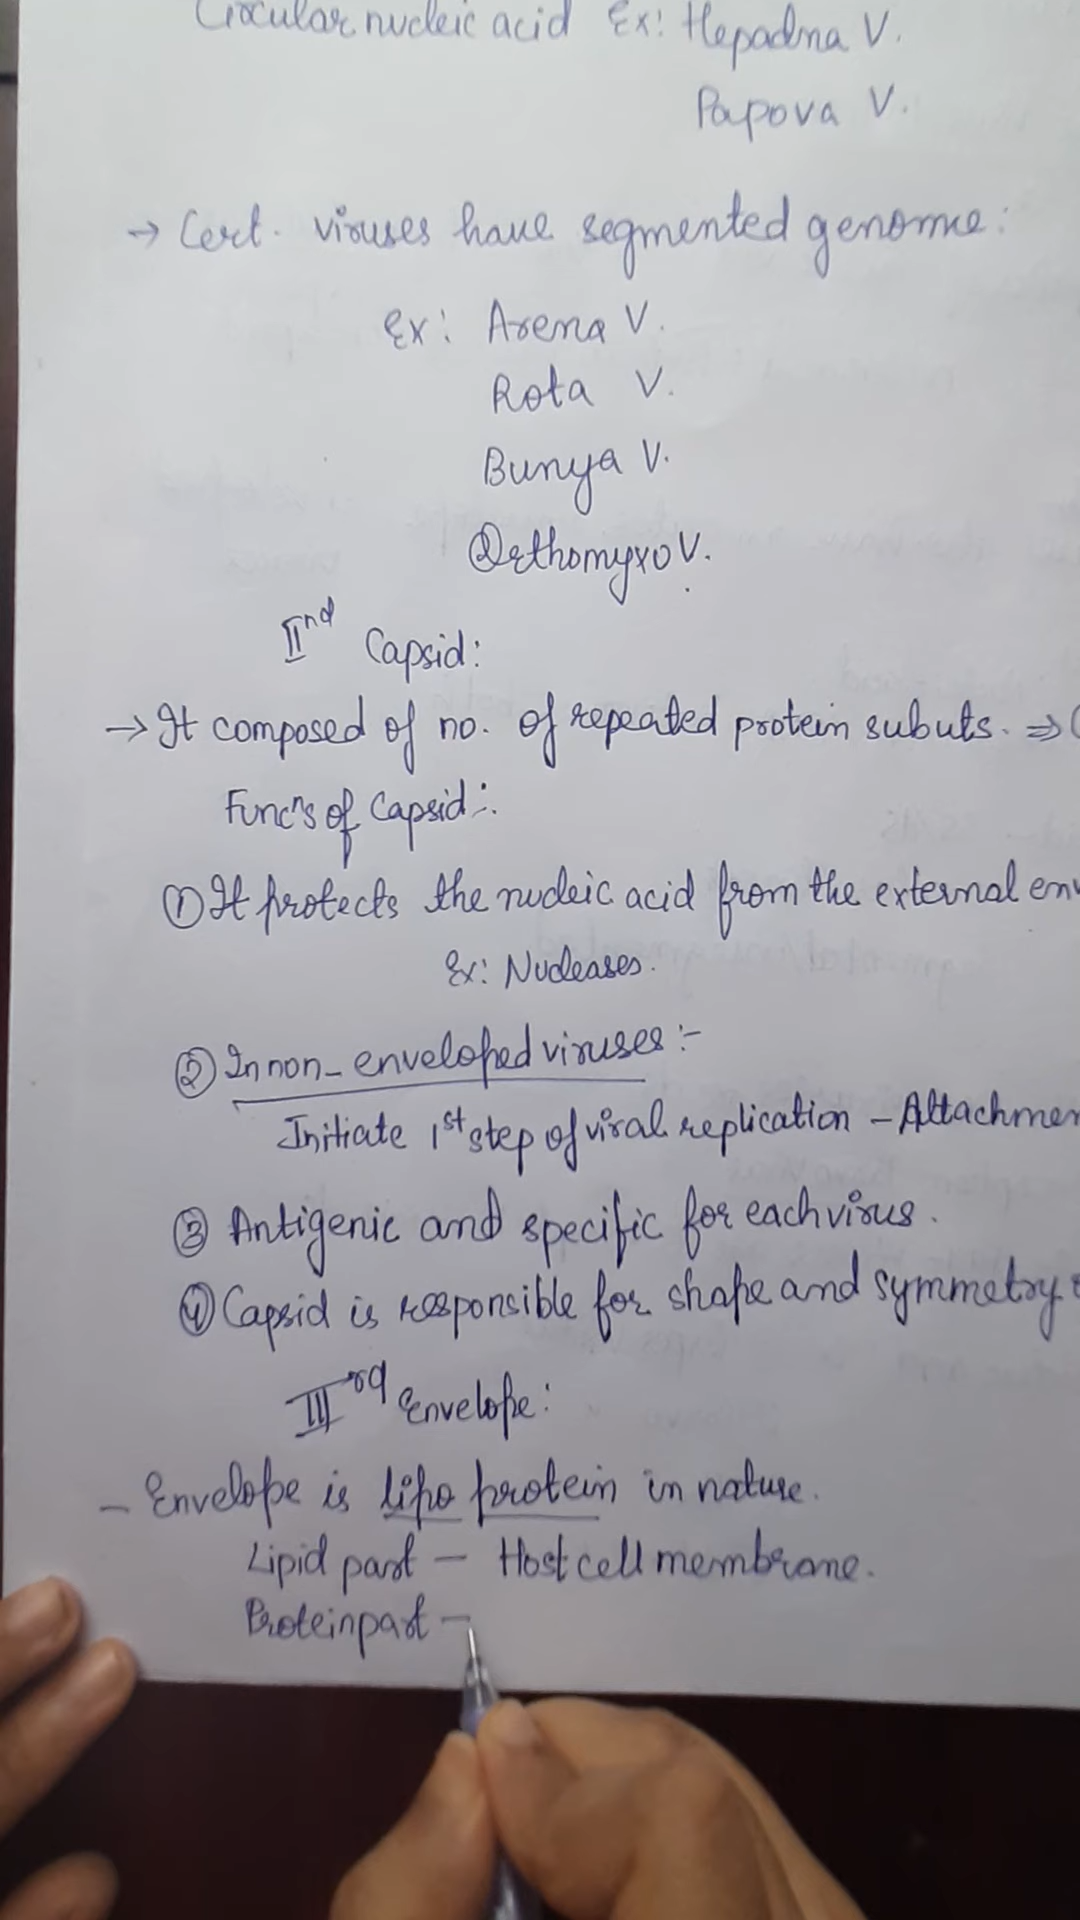 Circular nucleic acid Ex: Hepadna V.
Papova V.
→ Cert. viruses have segmented genome:
Ex: Arena V.
Rota V.
Bunya V.
Orthomyxo V.
IInd Capsid:
→ It composed of no. of repeated protein subuts. ⇒
Func's of Capsid:
① It protects the nucleic acid from the external env
Ex: Nucleases.
② In non-enveloped viruses:-
Initiate 1st step of viral replication - Attachmen
③ Antigenic and specific for each virus.
④ Capsid is responsible for shape and symmetry
IIIrd Envelope:
- Envelope is lipo protein in nature.
Lipid part - Host cell membrane.
Protein part -